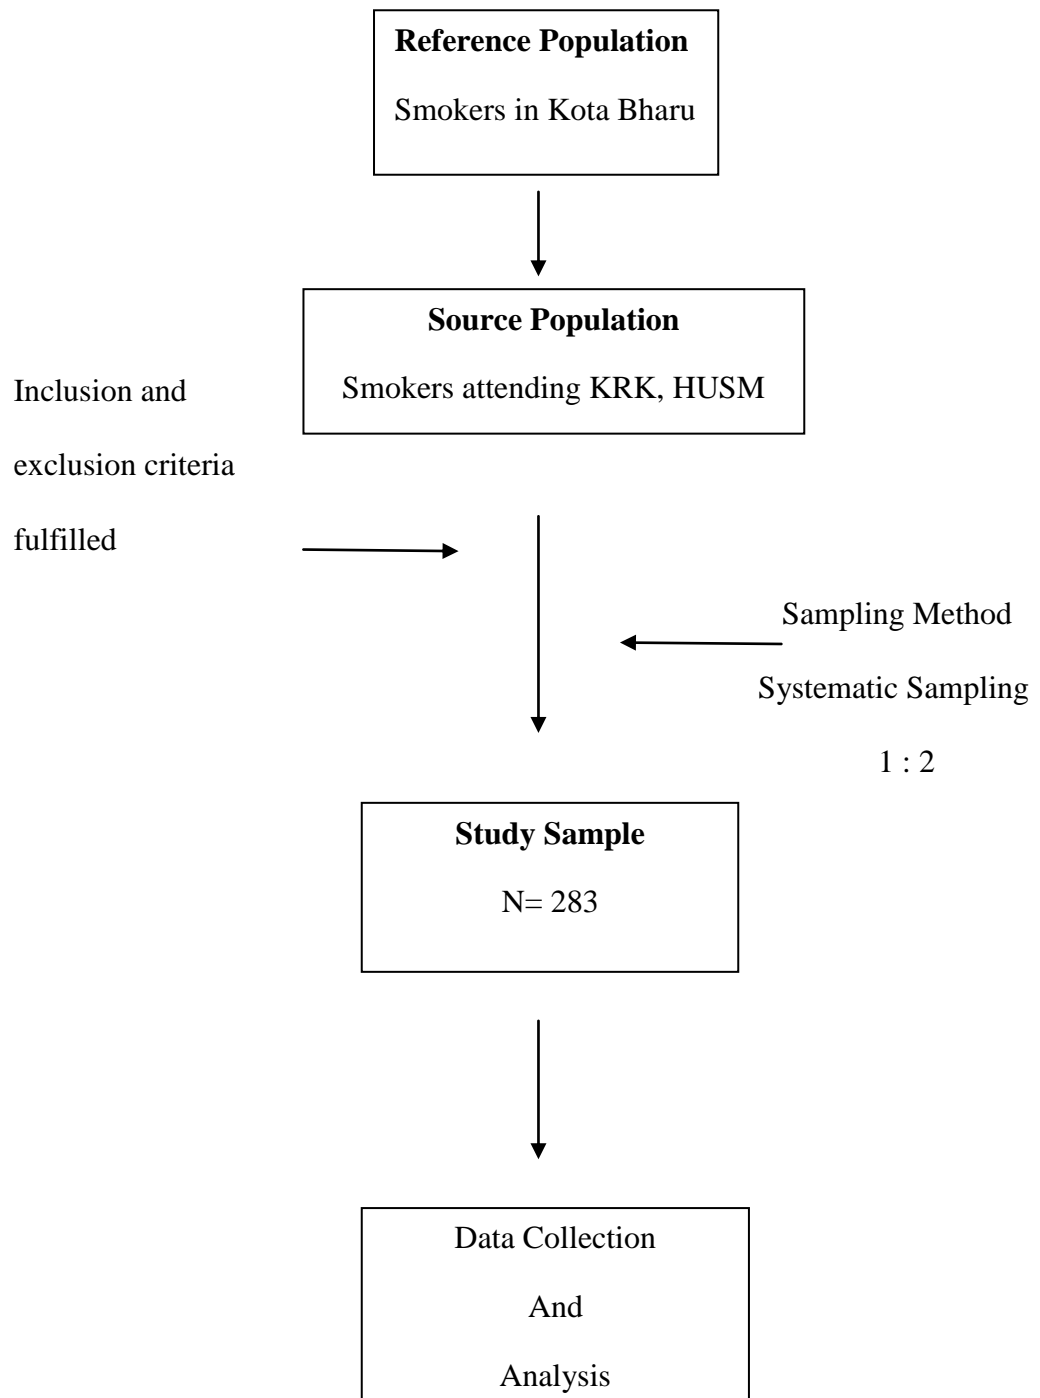 Reference Population
Smokers in Kota Bharu
Source Population
Smokers attending KRK, HUSM
Inclusion and
exclusion criteria
fulfilled
Sampling Method
Systematic Sampling
1 : 2
Study Sample
N= 283
Data Collection
And
Analysis